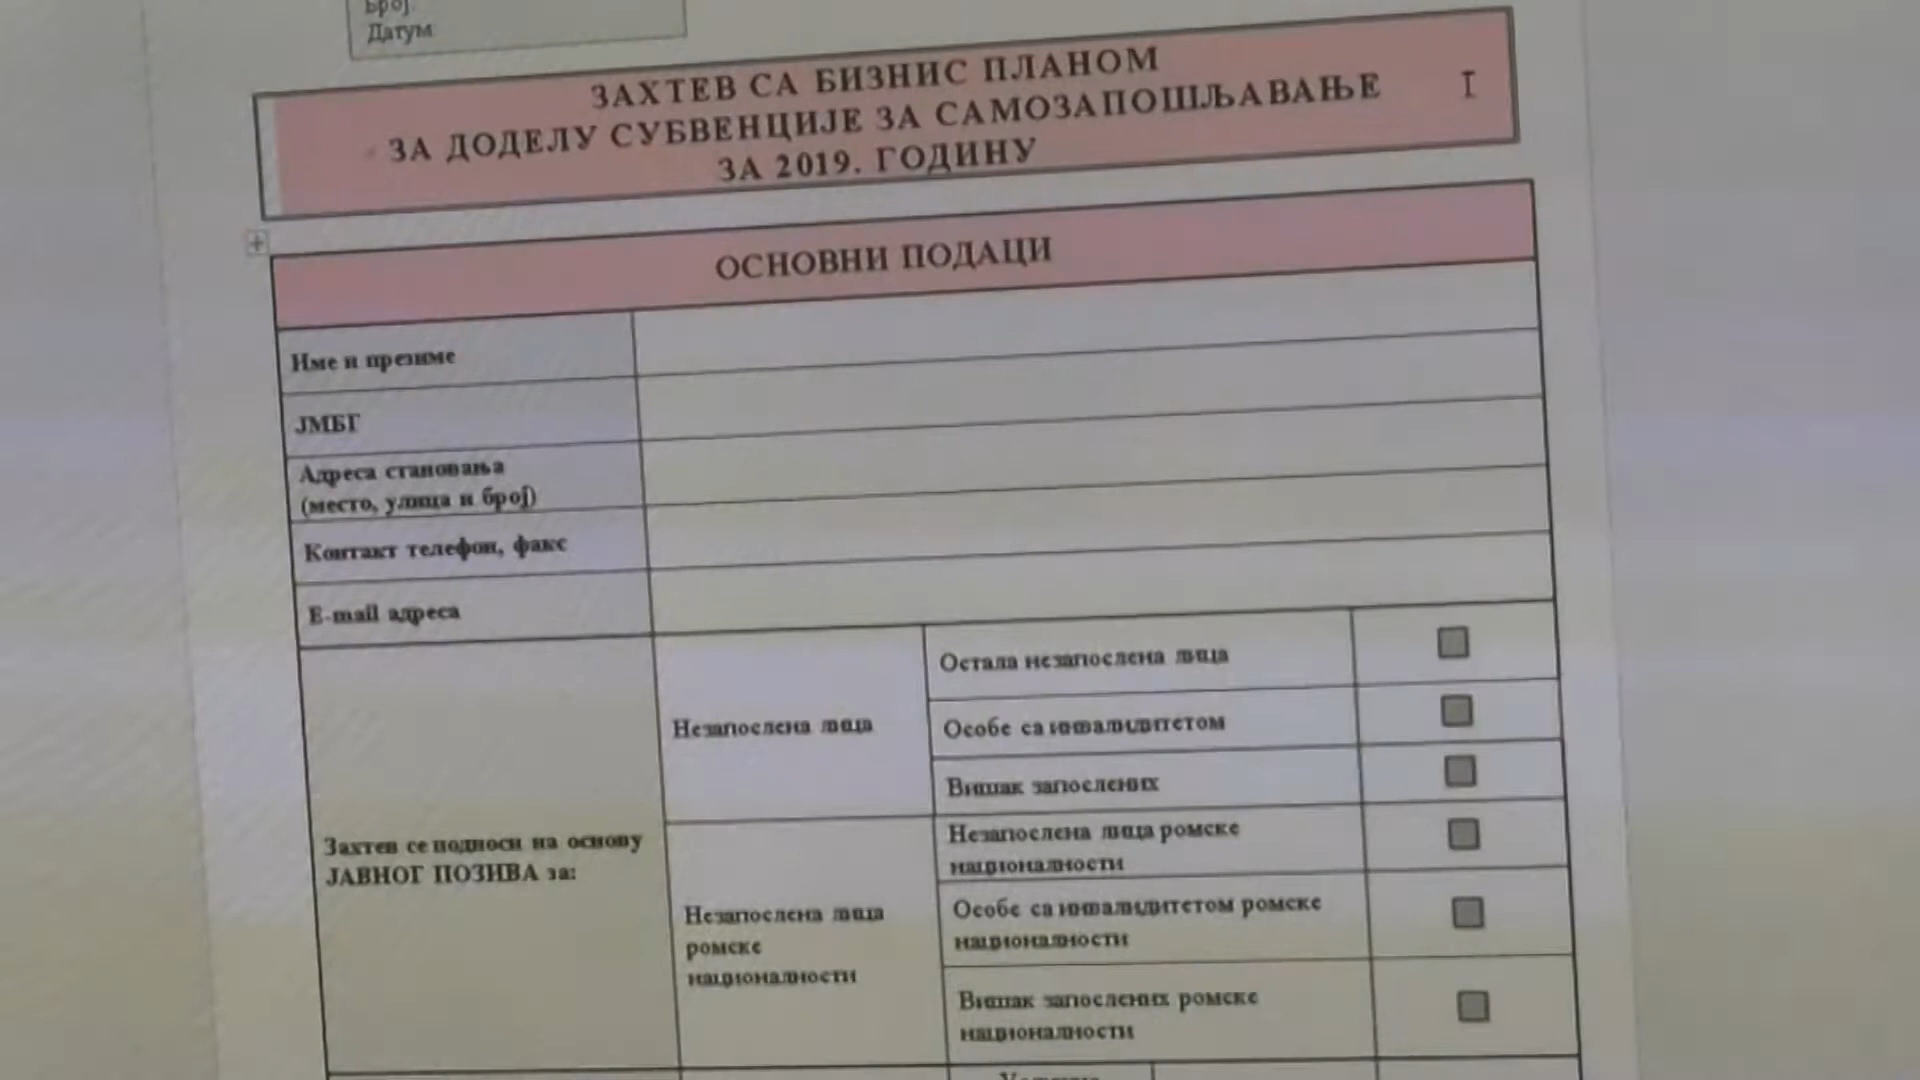 Број
Датум
ЗАХТЕВ СА БИЗНИС ПЛАНОМ
ЗА ДОДЕЛУ СУБВЕНЦИЈЕ ЗА САМОЗАПОШЉАВАЊЕ
ЗА 2019. ГОДИНУ
ОСНОВНИ ПОДАЦИ
Име и презиме
ЈМБГ
Адреса становања
(место, улица и број)
Контакт телефон, факс
E-mail адреса
Захтев се подноси на основу
ЈАВНОГ ПОЗИВА за:
Незапослена лица
Остала незапослена лица
Особе са инвалидитетом
Вишак запослених
Незапослена лица
ромске
националности
Незапослена лица ромске
националности
Особе са инвалидитетом ромске
националности
Вишак запослених ромске
националности